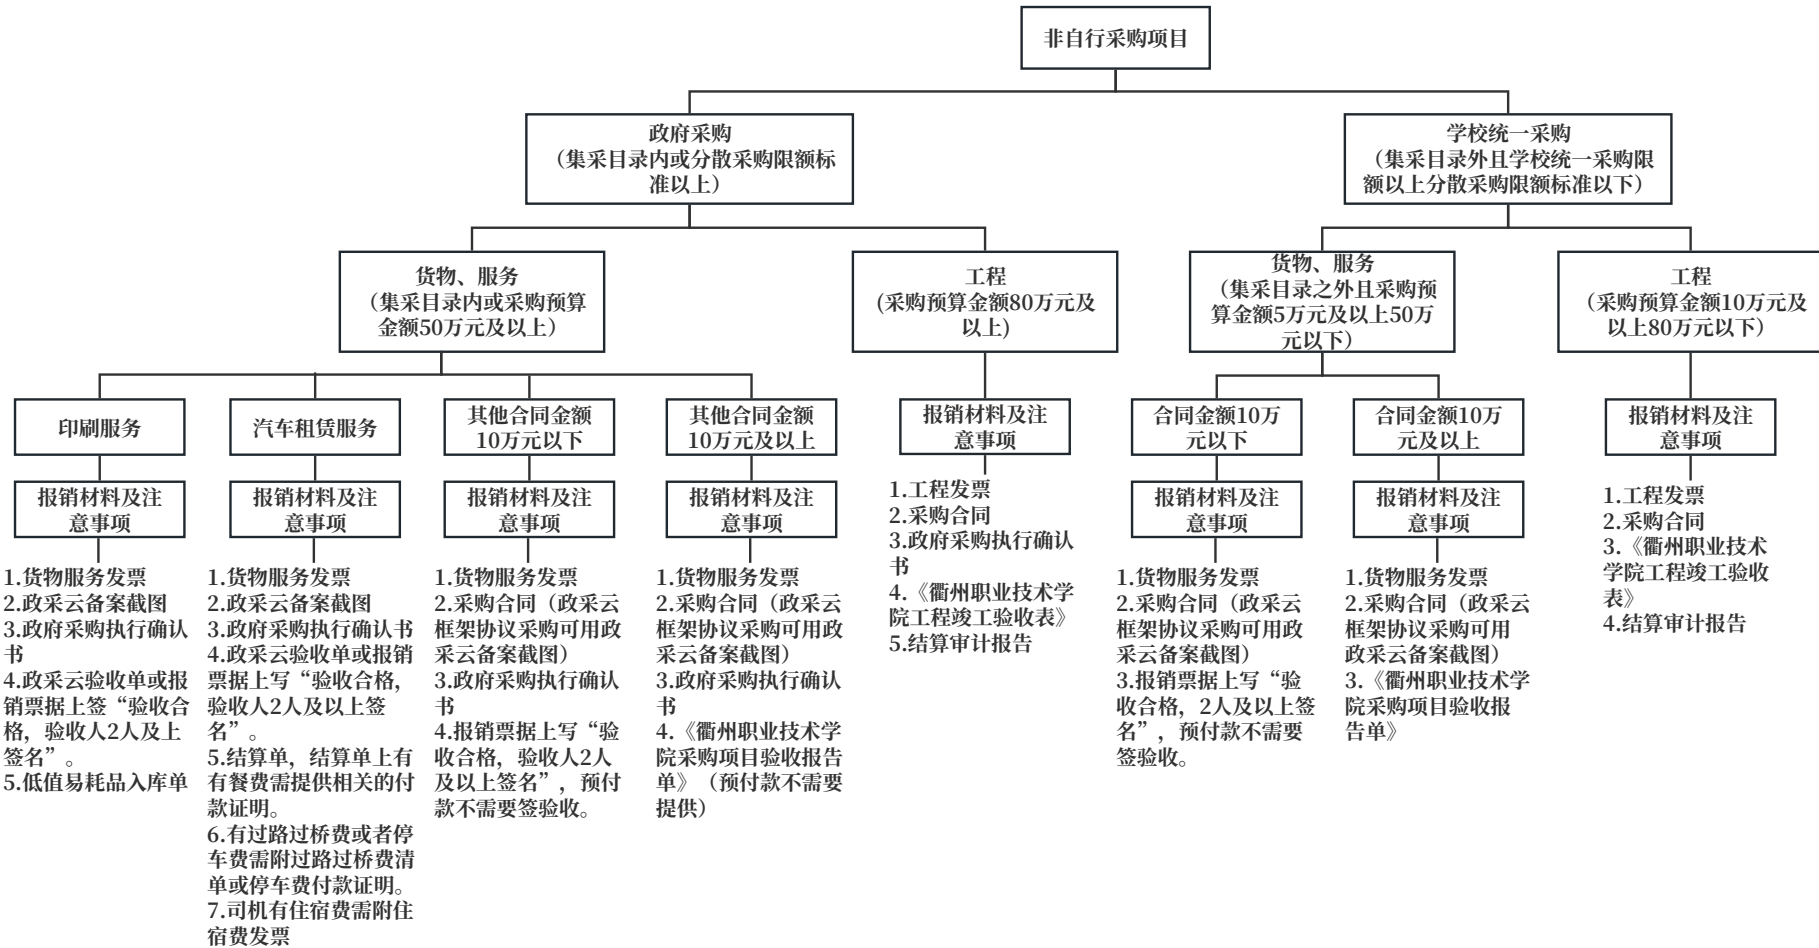 非自行采购项目
政府采购
（集采目录内或分散采购限额标
准以上）
学校统一采购
（集采目录外且学校统一采购限
额以上分散采购限额标准以下）
货物、服务
（集采目录内或采购预算
金额50万元及以上）
工程
(采购预算金额80万元及
以上)
货物、服务
（集采目录之外且采购预
算金额5万元及以上50万
元以下）
工程
（采购预算金额10万元及
以上80万元以下）
印刷服务
汽车租赁服务
其他合同金额
10万元以下
其他合同金额
10万元及以上
报销材料及注
意事项
合同金额10万
元以下
合同金额10万
元及以上
报销材料及注
意事项
报销材料及注
意事项
报销材料及注
意事项
报销材料及注
意事项
报销材料及注
意事项
报销材料及注
意事项
报销材料及注
意事项
1.货物服务发票
2.政采云备案截图
3.政府采购执行确认
书
4.政采云验收单或报
销票据上签“验收合
格，验收人2人及上
签名”。
5.低值易耗品入库单
1.货物服务发票
2.政采云备案截图
3.政府采购执行确认书
4.政采云验收单或报销
票据上写“验收合格，
验收人2人及以上签
名”。
5.结算单，结算单上有
有餐费需提供相关的付
款证明。
6.有过路过桥费或者停
车费需附过路过桥费清
单或停车费付款证明。
7.司机有住宿费需附住
宿费发票
1.货物服务发票
2.采购合同（政采云
框架协议采购可用政
采云备案截图）
3.政府采购执行确认
书
4.报销票据上写“验
收合格，验收人2人
及以上签名”，预付
款不需要签验收。
1.货物服务发票
2.采购合同（政采云
框架协议采购可用政
采云备案截图）
3.政府采购执行确认
书
4.《衢州职业技术学
院采购项目验收报告
单》（预付款不需要
提供）
1.工程发票
2.采购合同
3.政府采购执行确认
书
4.《衢州职业技术学
院工程竣工验收表》
5.结算审计报告
1.货物服务发票
2.采购合同（政采云
框架协议采购可用政
采云备案截图）
3.报销票据上写“验
收合格，2人及以上签
名”，预付款不需要
签验收。
1.货物服务发票
2.采购合同（政采云
框架协议采购可用
政采云备案截图）
3.《衢州职业技术学
院采购项目验收报
告单》
1.工程发票
2.采购合同
3.《衢州职业技术
学院工程竣工验收
表》
4.结算审计报告